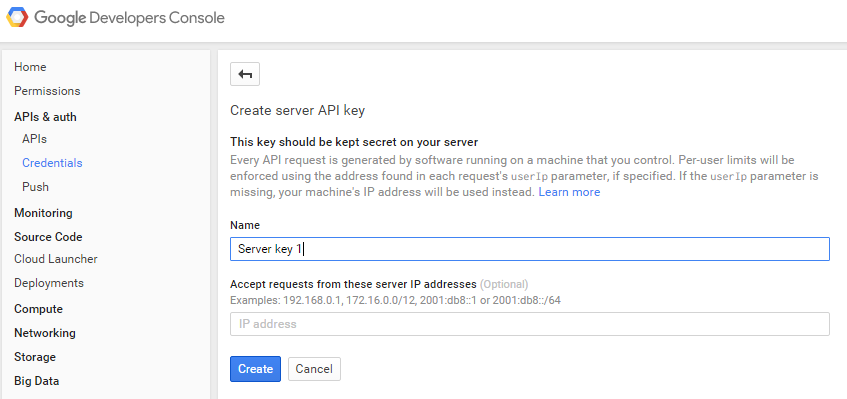 Google Developers Console
Home
Permissions
APIs & auth
APIs
Credentials
Push
Monitoring
Source Code
Cloud Launcher
Deployments
Compute
Networking
Storage
Big Data
Create server API key
This key should be kept secret on your server
Every API request is generated by software running on a machine that you control. Per-user limits will be
enforced using the address found in each request's userIp parameter, if specified. If the userIp parameter is
missing, your machine's IP address will be used instead. Learn more
Name
Server key 1
Accept requests from these server IP addresses (Optional)
Examples: 192.168.0.1, 172.16.0.0/12, 2001:db8::1 or 2001:db8::/64
IP address
Create Cancel